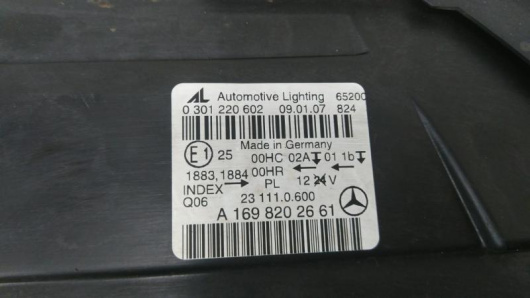 AL Automotive Lighting 65200
0 301 220 602 09.01.07 824
Made in Germany
E1 25 00HC 02A 01 1b
1883,1884 00HR
INDEX → PL 12 24 V
Q06 23 111.0.600
A 169 820 26 61